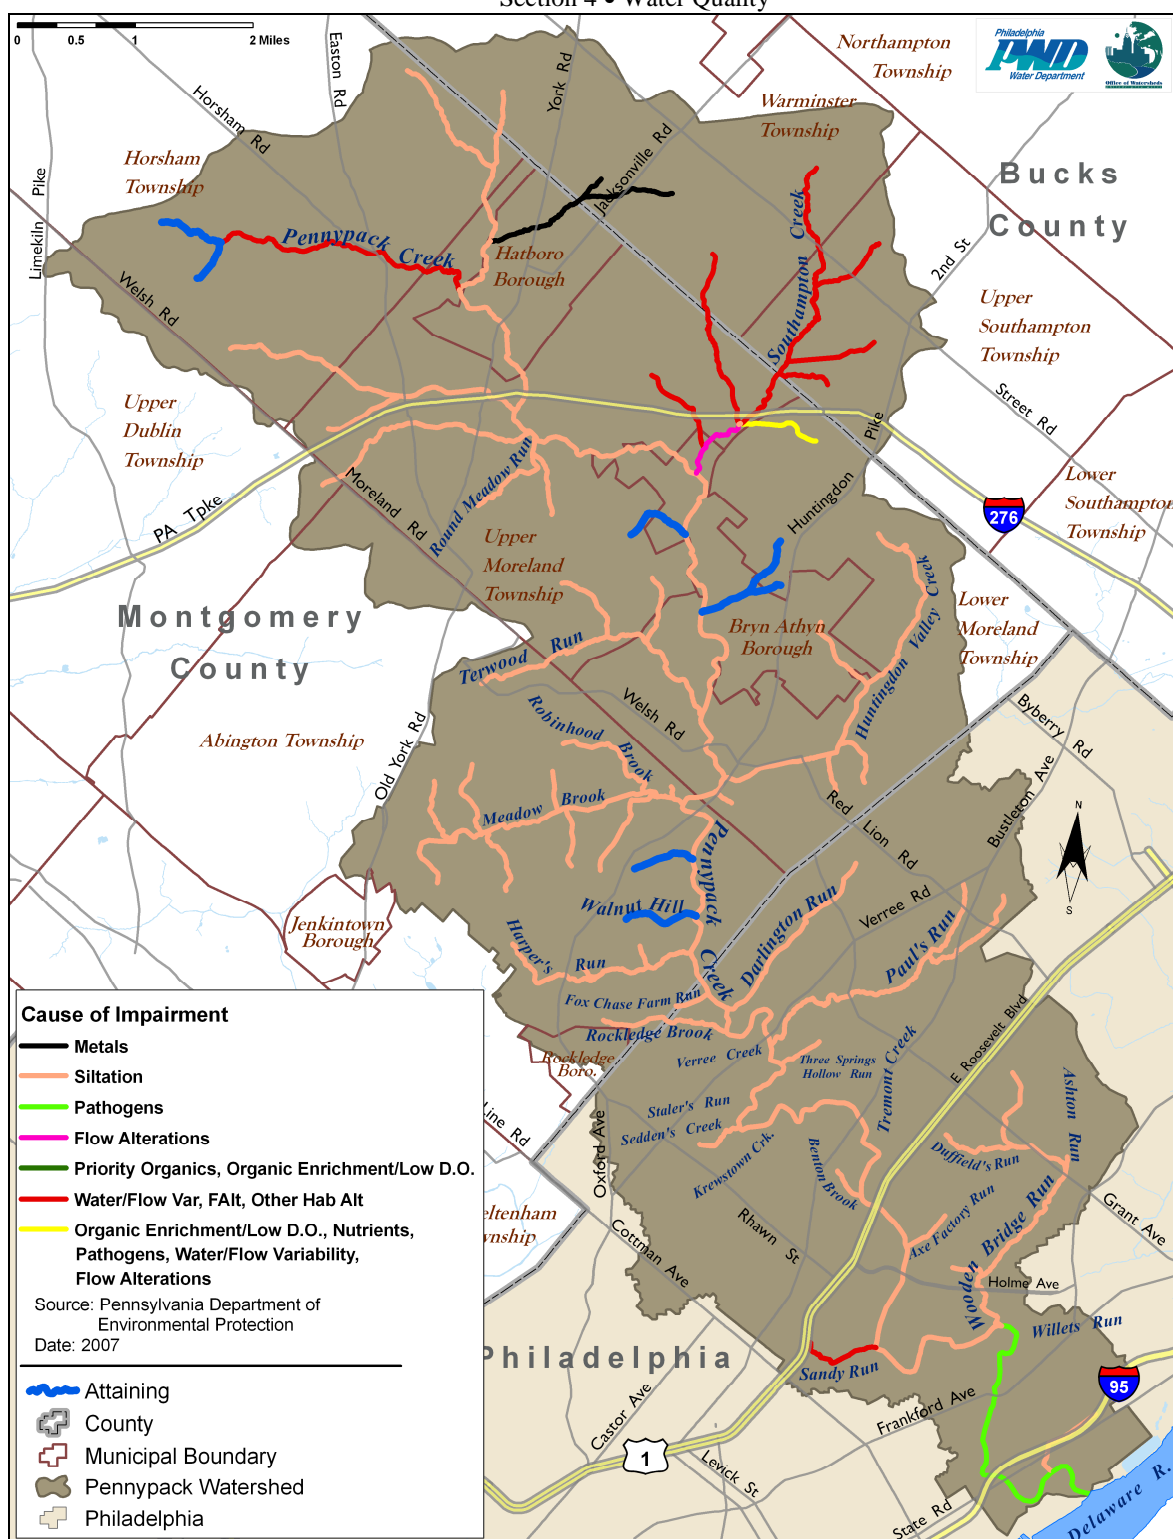 Section 4 • Water Quality
0 0.5 1 2 Miles
Philadelphia
PWD
Water Department
Office of Watersheds
Northampton
Township
Warminster
Township
Bucks
County
Horsham
Township
Horsham Rd
Easton Rd
York Rd
Jacksonville Rd
Limekiln Pike
Pennypack Creek
Hatboro
Borough
Southampton Creek
2nd St
Upper
Southampton
Township
Welsh Rd
Street Rd
Upper
Dublin
Township
Pike
Huntingdon
Lower
Southampton
Township
276
PA Tpke
Moreland Rd
Round Meadow Run
Upper
Moreland
Township
Montgomery
County
Bryn Athyn
Borough
Huntingdon Valley Creek
Lower
Moreland
Township
Terwood Run
Welsh Rd
Robinhood Brook
Byberry Rd
Abington Township
Old York Rd
Meadow Brook
Pennypack Creek
Red Lion Rd
Bustleton Ave
N
S
Walnut Hill
Jenkintown
Borough
Harper's Run
Darlington Run
Verree Rd
Paul's Run
Fox Chase Farm Run
Rockledge Brook
Rockledge
Boro.
Verree Creek
Three Springs
Hollow Run
Tremont Creek
E Roosevelt Blvd
Ashton Run
Staler's Run
Sedden's Creek
Line Rd
Oxford Ave
Krewstown Crk.
Benton Brook
Duffield's Run
Axe Factory Run
Wooden Bridge Run
Grant Ave
eltenham
wnship
Cottman Ave
Rhawn St
Holme Ave
Willets Run
Philadelphia
Sandy Run
95
Frankford Ave
Castor Ave
1
Levick St
State Rd
Delaware R.
Cause of Impairment
Metals
Siltation
Pathogens
Flow Alterations
Priority Organics, Organic Enrichment/Low D.O.
Water/Flow Var, FAlt, Other Hab Alt
Organic Enrichment/Low D.O., Nutrients,
Pathogens, Water/Flow Variability,
Flow Alterations
Source: Pennsylvania Department of
Environmental Protection
Date: 2007
Attaining
County
Municipal Boundary
Pennypack Watershed
Philadelphia